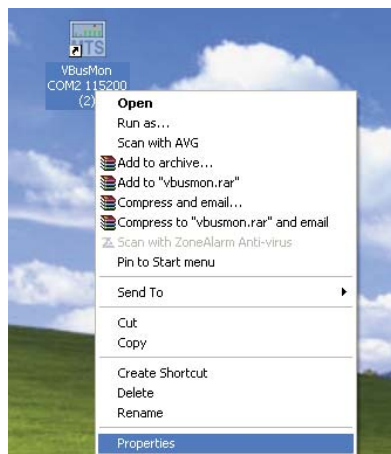 MTS
VBusMon
COM2 115200
(2)
Open
Run as...
Scan with AVG
Add to archive...
Add to "vbusmon.rar"
Compress and email...
Compress to "vbusmon.rar" and email
Scan with ZoneAlarm Anti-virus
Pin to Start menu
Send To
Cut
Copy
Create Shortcut
Delete
Rename
Properties